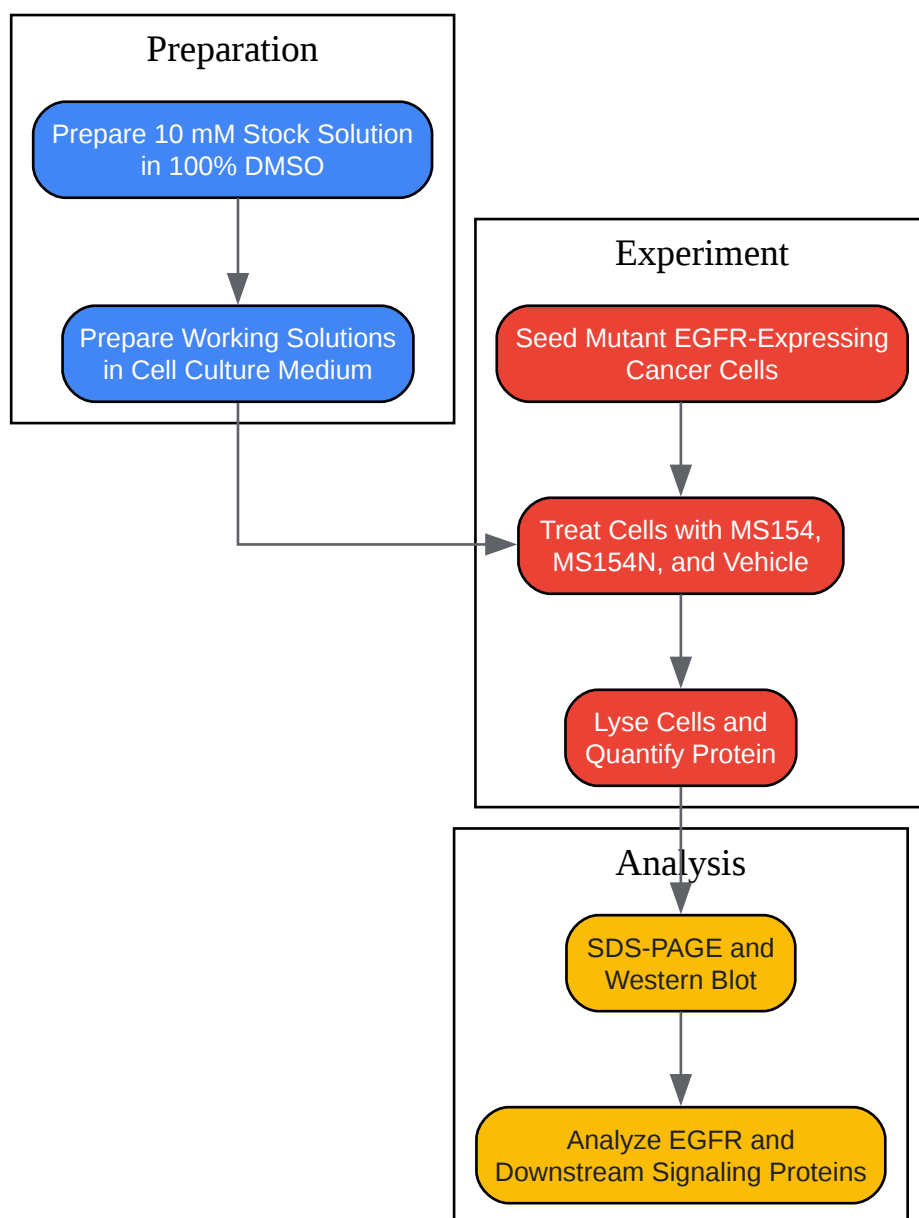 Preparation
Prepare 10 mM Stock Solution
in 100% DMSO
Prepare Working Solutions
in Cell Culture Medium
Experiment
Seed Mutant EGFR-Expressing
Cancer Cells
Treat Cells with MS154,
MS154N, and Vehicle
Lyse Cells and
Quantify Protein
Analysis
SDS-PAGE and
Western Blot
Analyze EGFR and
Downstream Signaling Proteins